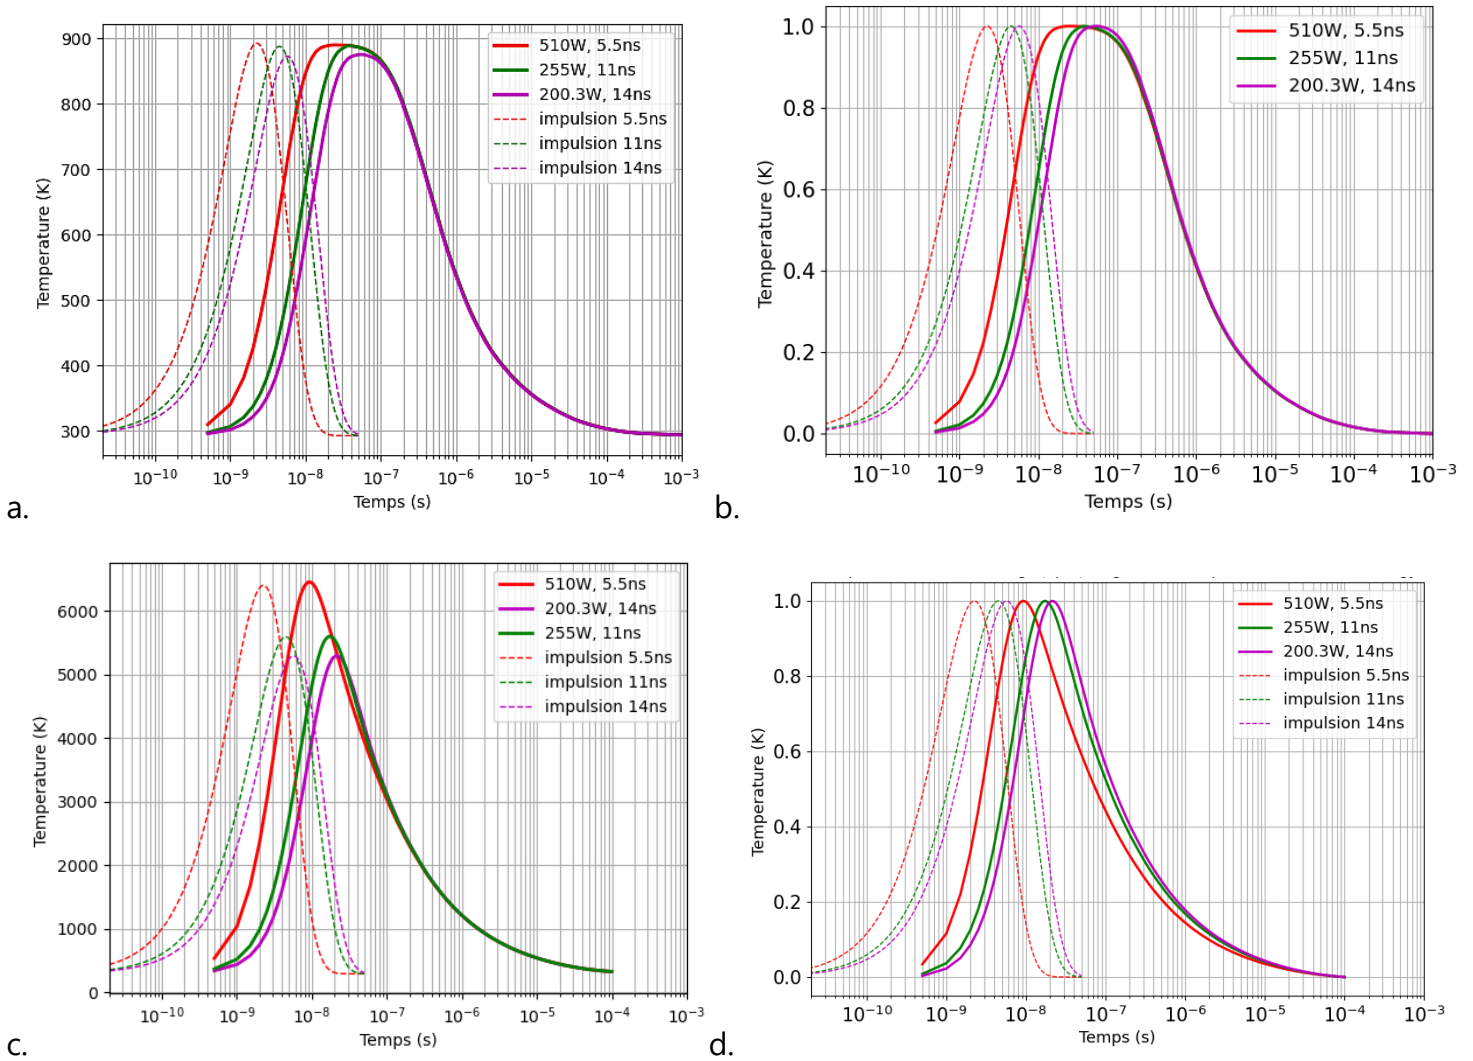 900
800
700
600
500
400
300
Temperature (K)
510W, 5.5ns
255W, 11ns
200.3W, 14ns
impulsion 5.5ns
impulsion 11ns
impulsion 14ns
10⁻¹⁰ 10⁻⁹ 10⁻⁸ 10⁻⁷ 10⁻⁶ 10⁻⁵ 10⁻⁴ 10⁻³
Temps (s)
a.
1.0
0.8
0.6
0.4
0.2
0.0
Temperature (K)
510W, 5.5ns
255W, 11ns
200.3W, 14ns
10⁻¹⁰ 10⁻⁹ 10⁻⁸ 10⁻⁷ 10⁻⁶ 10⁻⁵ 10⁻⁴ 10⁻³
Temps (s)
b.
6000
5000
4000
3000
2000
1000
0
Temperature (K)
510W, 5.5ns
200.3W, 14ns
255W, 11ns
impulsion 5.5ns
impulsion 11ns
impulsion 14ns
10⁻¹⁰ 10⁻⁹ 10⁻⁸ 10⁻⁷ 10⁻⁶ 10⁻⁵ 10⁻⁴ 10⁻³
Temps (s)
c.
1.0
0.8
0.6
0.4
0.2
0.0
Temperature (K)
510W, 5.5ns
255W, 11ns
200.3W, 14ns
impulsion 5.5ns
impulsion 11ns
impulsion 14ns
10⁻¹⁰ 10⁻⁹ 10⁻⁸ 10⁻⁷ 10⁻⁶ 10⁻⁵ 10⁻⁴ 10⁻³
Temps (s)
d.